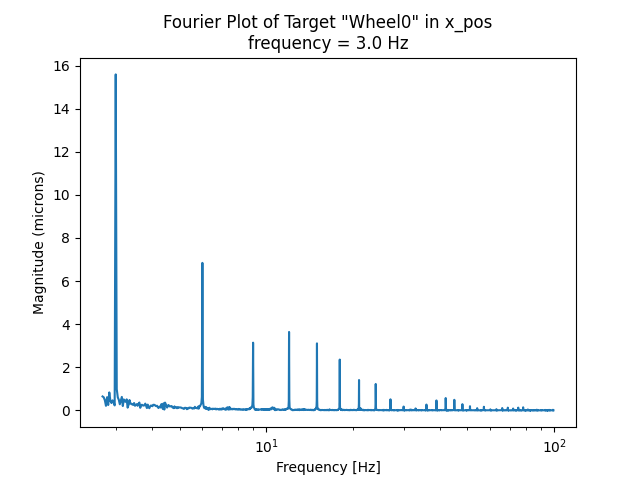 Fourier Plot of Target "Wheel0" in x_pos
frequency = 3.0 Hz
16
14
12
10
8
6
4
2
0
Magnitude (microns)
10¹
10²
Frequency [Hz]